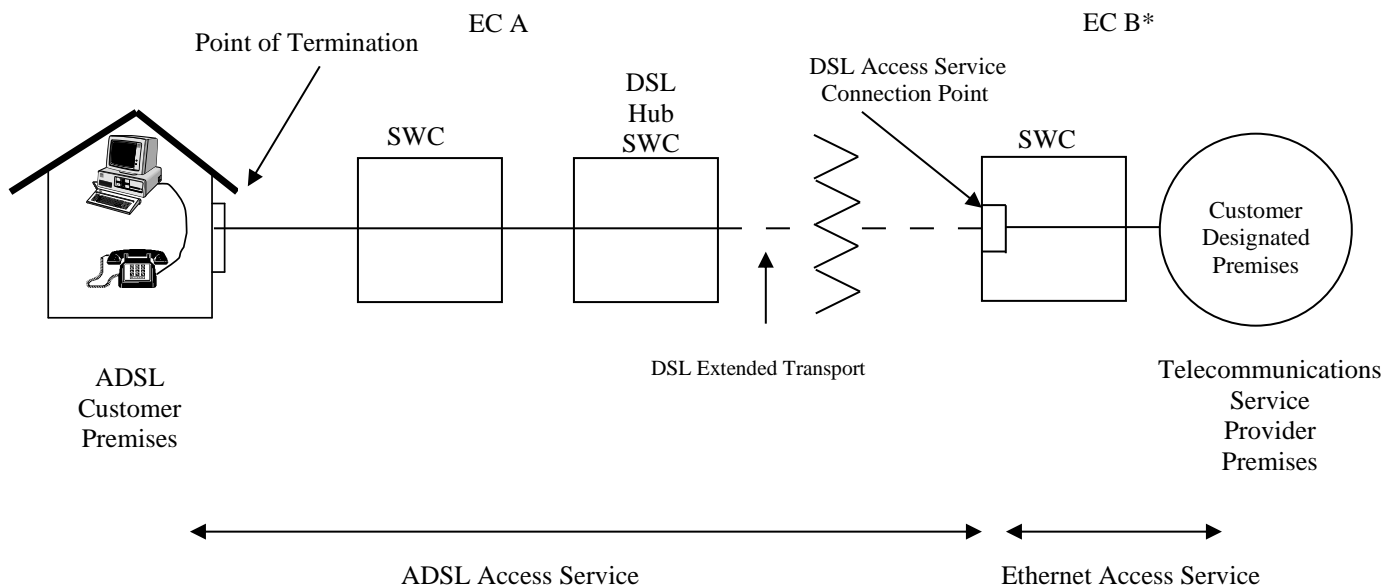 EC A
EC B*
Point of Termination
DSL Access Service
Connection Point
DSL
Hub
SWC
SWC
SWC
Customer
Designated
Premises
DSL Extended Transport
ADSL
Customer
Premises
Telecommunications
Service
Provider
Premises
ADSL Access Service
Ethernet Access Service